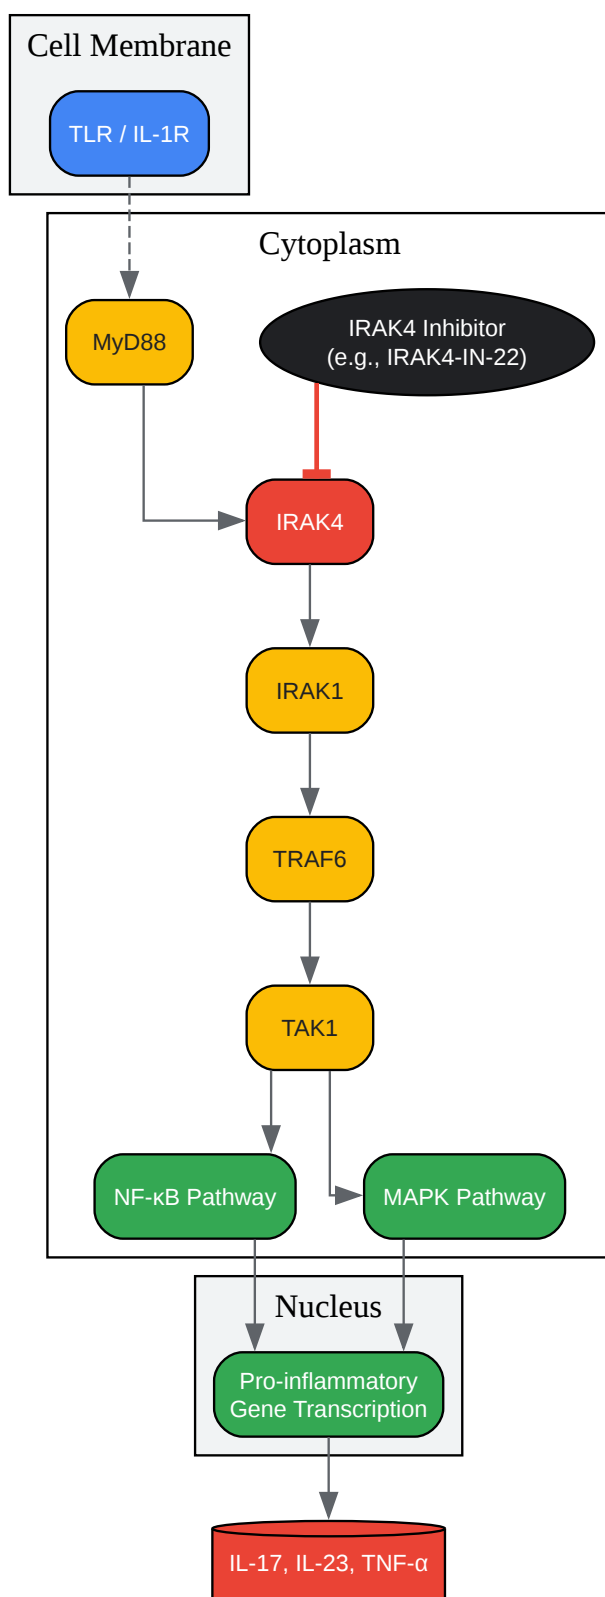 Cell Membrane
TLR / IL-1R
Cytoplasm
MyD88
IRAK4 Inhibitor
(e.g., IRAK4-IN-22)
IRAK4
IRAK1
TRAF6
TAK1
NF-κB Pathway
MAPK Pathway
Nucleus
Pro-inflammatory
Gene Transcription
IL-17, IL-23, TNF-α